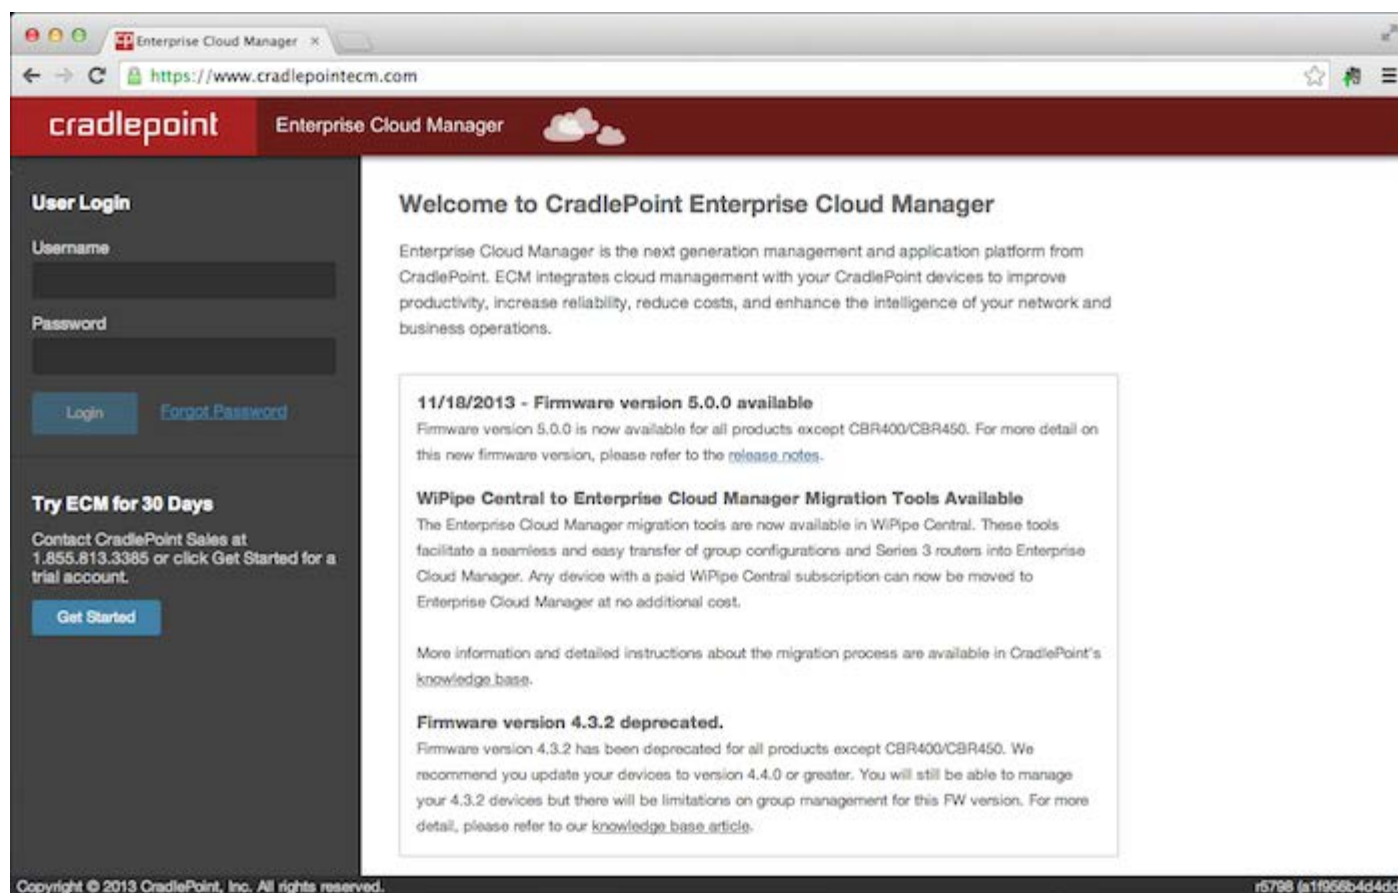 Enterprise Cloud Manager
https://www.cradlepointecm.com
cradlepoint
Enterprise Cloud Manager
User Login
Username
Password
Login
Forgot Password
Try ECM for 30 Days
Contact CradlePoint Sales at
1.855.813.3385 or click Get Started for a
trial account.
Get Started
Welcome to CradlePoint Enterprise Cloud Manager
Enterprise Cloud Manager is the next generation management and application platform from
CradlePoint. ECM integrates cloud management with your CradlePoint devices to improve
productivity, increase reliability, reduce costs, and enhance the intelligence of your network and
business operations.
11/18/2013 - Firmware version 5.0.0 available
Firmware version 5.0.0 is now available for all products except CBR400/CBR450. For more detail on
this new firmware version, please refer to the release notes.
WiPipe Central to Enterprise Cloud Manager Migration Tools Available
The Enterprise Cloud Manager migration tools are now available in WiPipe Central. These tools
facilitate a seamless and easy transfer of group configurations and Series 3 routers into Enterprise
Cloud Manager. Any device with a paid WiPipe Central subscription can now be moved to
Enterprise Cloud Manager at no additional cost.
More information and detailed instructions about the migration process are available in CradlePoint's
knowledge base.
Firmware version 4.3.2 deprecated.
Firmware version 4.3.2 has been deprecated for all products except CBR400/CBR450. We
recommend you update your devices to version 4.4.0 or greater. You will still be able to manage
your 4.3.2 devices but there will be limitations on group management for this FW version. For more
detail, please refer to our knowledge base article.
Copyright © 2013 CradlePoint, Inc. All rights reserved.
r5798